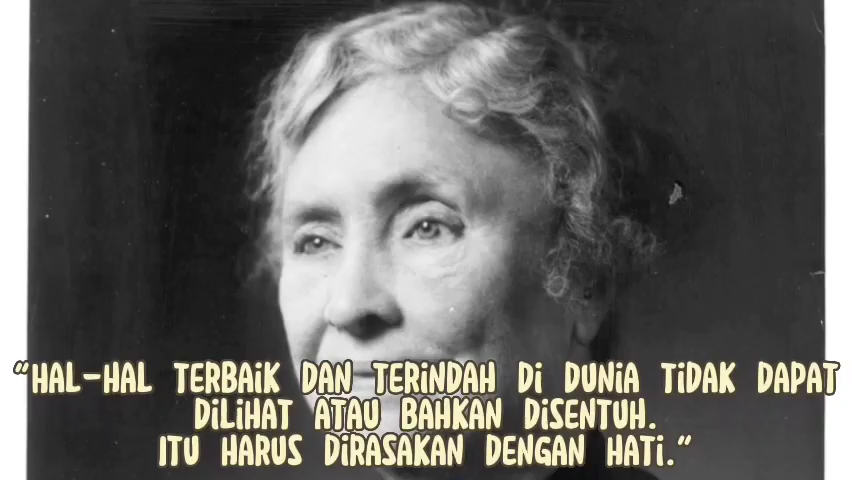 "HAL-HAL TERBAiK DAN TERiNDAH Di DUNiA TiDAK DAPAT
DiLiHAT ATAU BAHKAN DiSENTUH.
iTU HARUS DiRASAKAN DENGAN HATi."